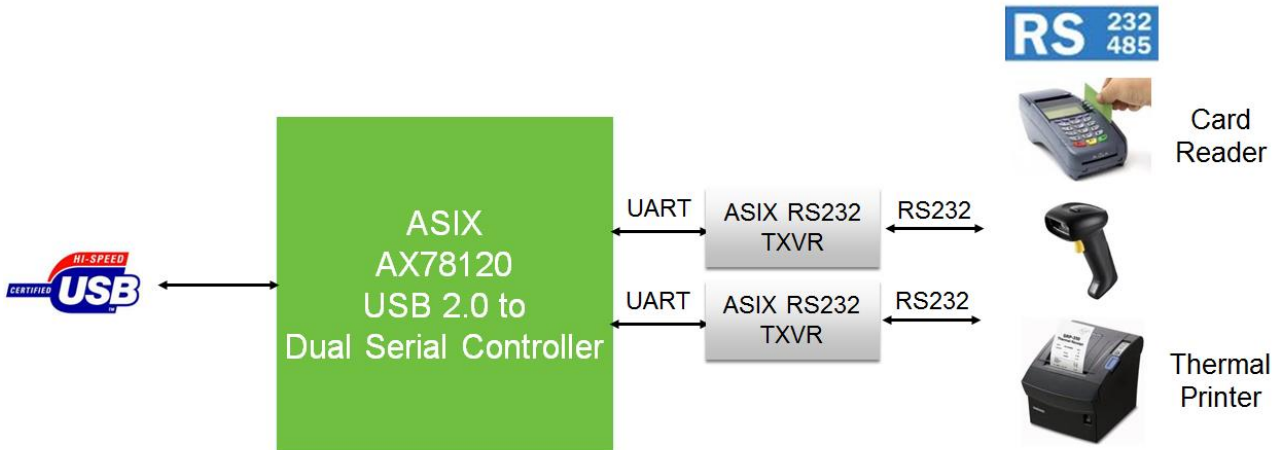 RS 232
485
Card
Reader
ASIX
AX78120
USB 2.0 to
Dual Serial Controller
UART
ASIX RS232
TXVR
RS232
UART
ASIX RS232
TXVR
RS232
HI-SPEED
CERTIFIED USB
Thermal
Printer